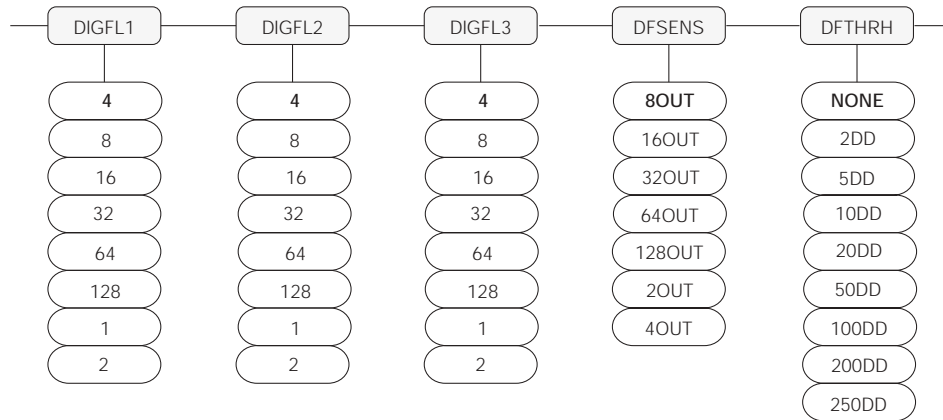 DIGFL1 DIGFL2 DIGFL3 DFSENS DFTHRH
4 4 4 8OUT NONE
8 8 8 16OUT 2DD
16 16 16 32OUT 5DD
32 32 32 64OUT 10DD
64 64 64 128OUT 20DD
128 128 128 2OUT 50DD
1 1 1 4OUT 100DD
2 2 2 200DD
250DD